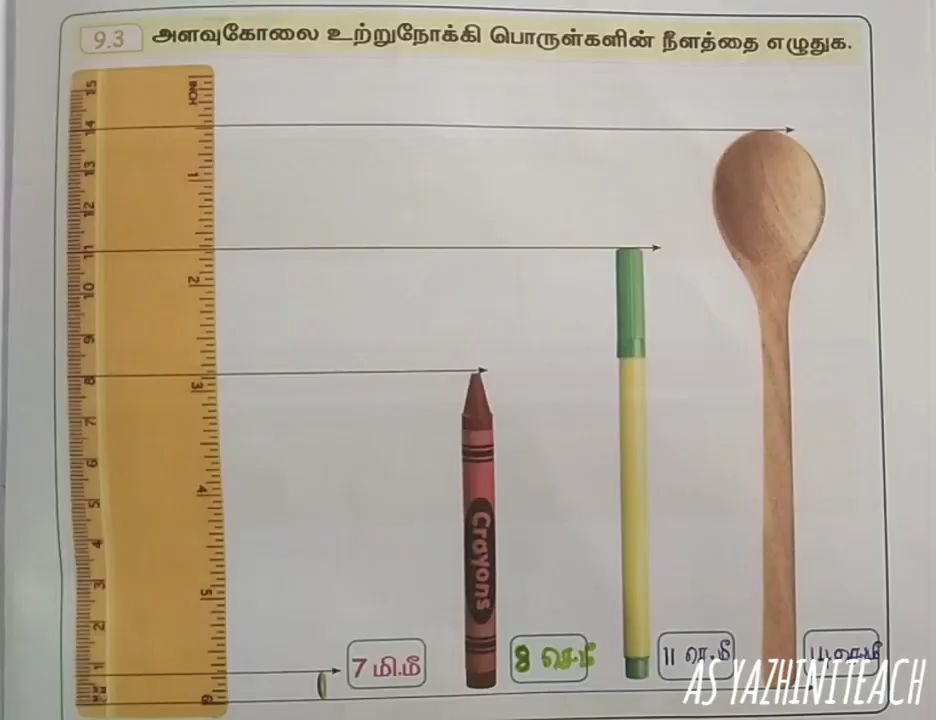 9.3 அளவுகோலை உற்றுநோக்கி பொருள்களின் நீளத்தை எழுதுக.
INCH
15
14
13
12
11
10
9
8
7
6
5
4
3
2
1
1
2
3
4
5
6
Crayons
7 மி.மீ
8 செ.மீ
11 செ.மீ
14 செ.மீ
AS YAZHINITEACH